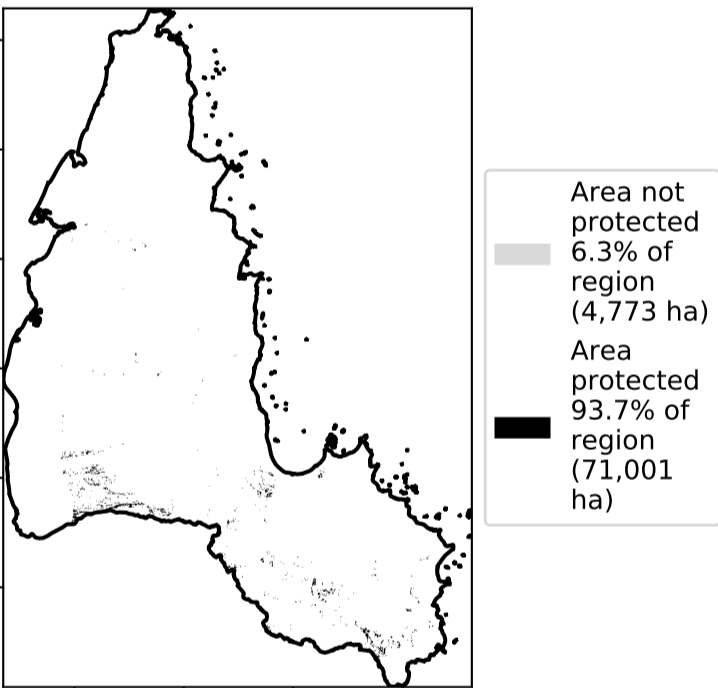 Area not
protected
6.3% of
region
(4,773 ha)
Area
protected
93.7% of
region
(71,001
ha)